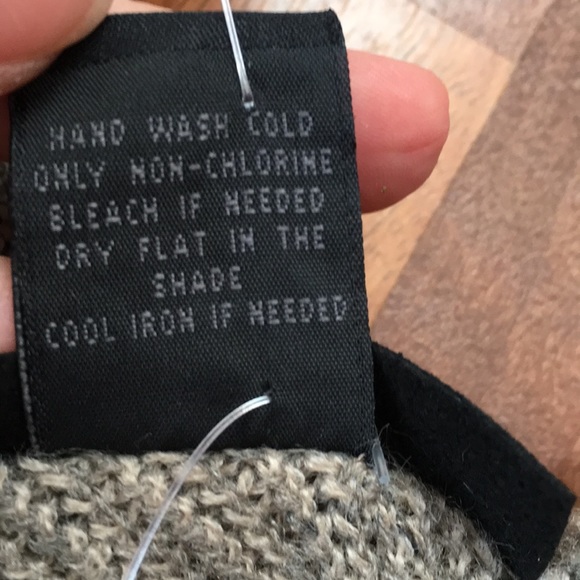 HAND WASH COLD
ONLY NON-CHLORINE
BLEACH IF NEEDED
DRY FLAT IN THE
SHADE
COOL IRON IF NEEDED